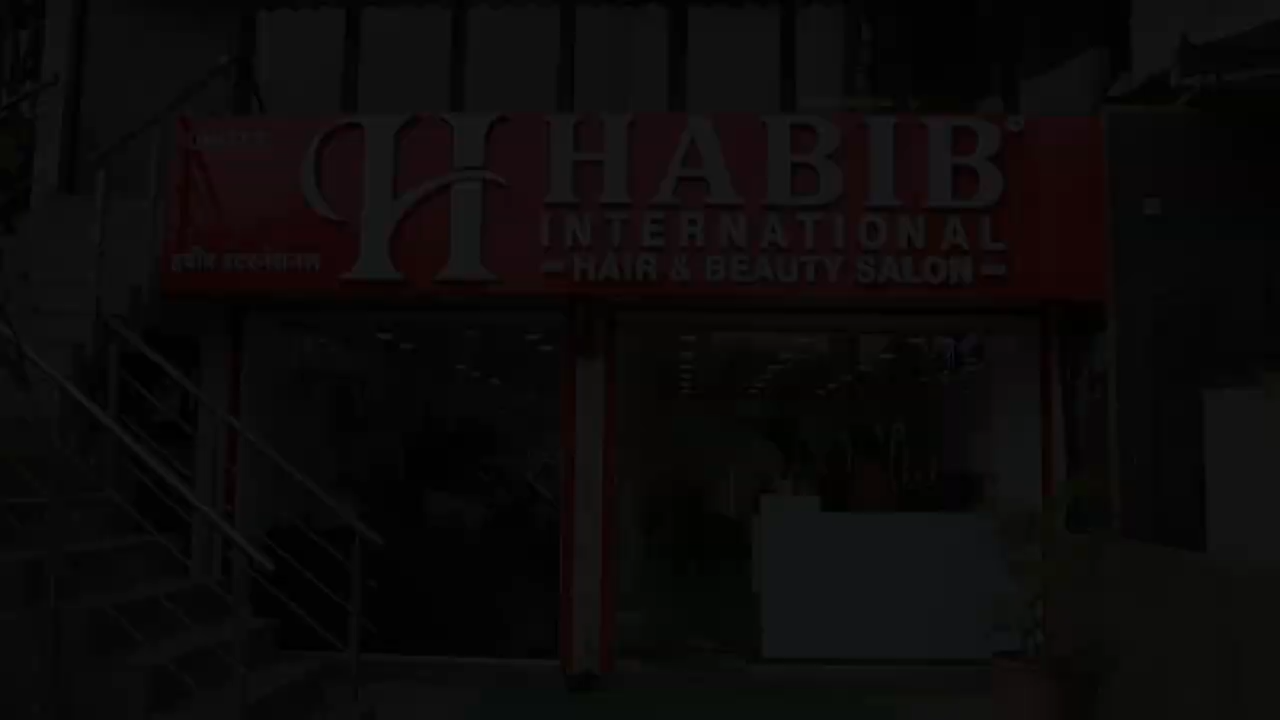 H HABIB
INTERNATIONAL
-HAIR & BEAUTY SALON-